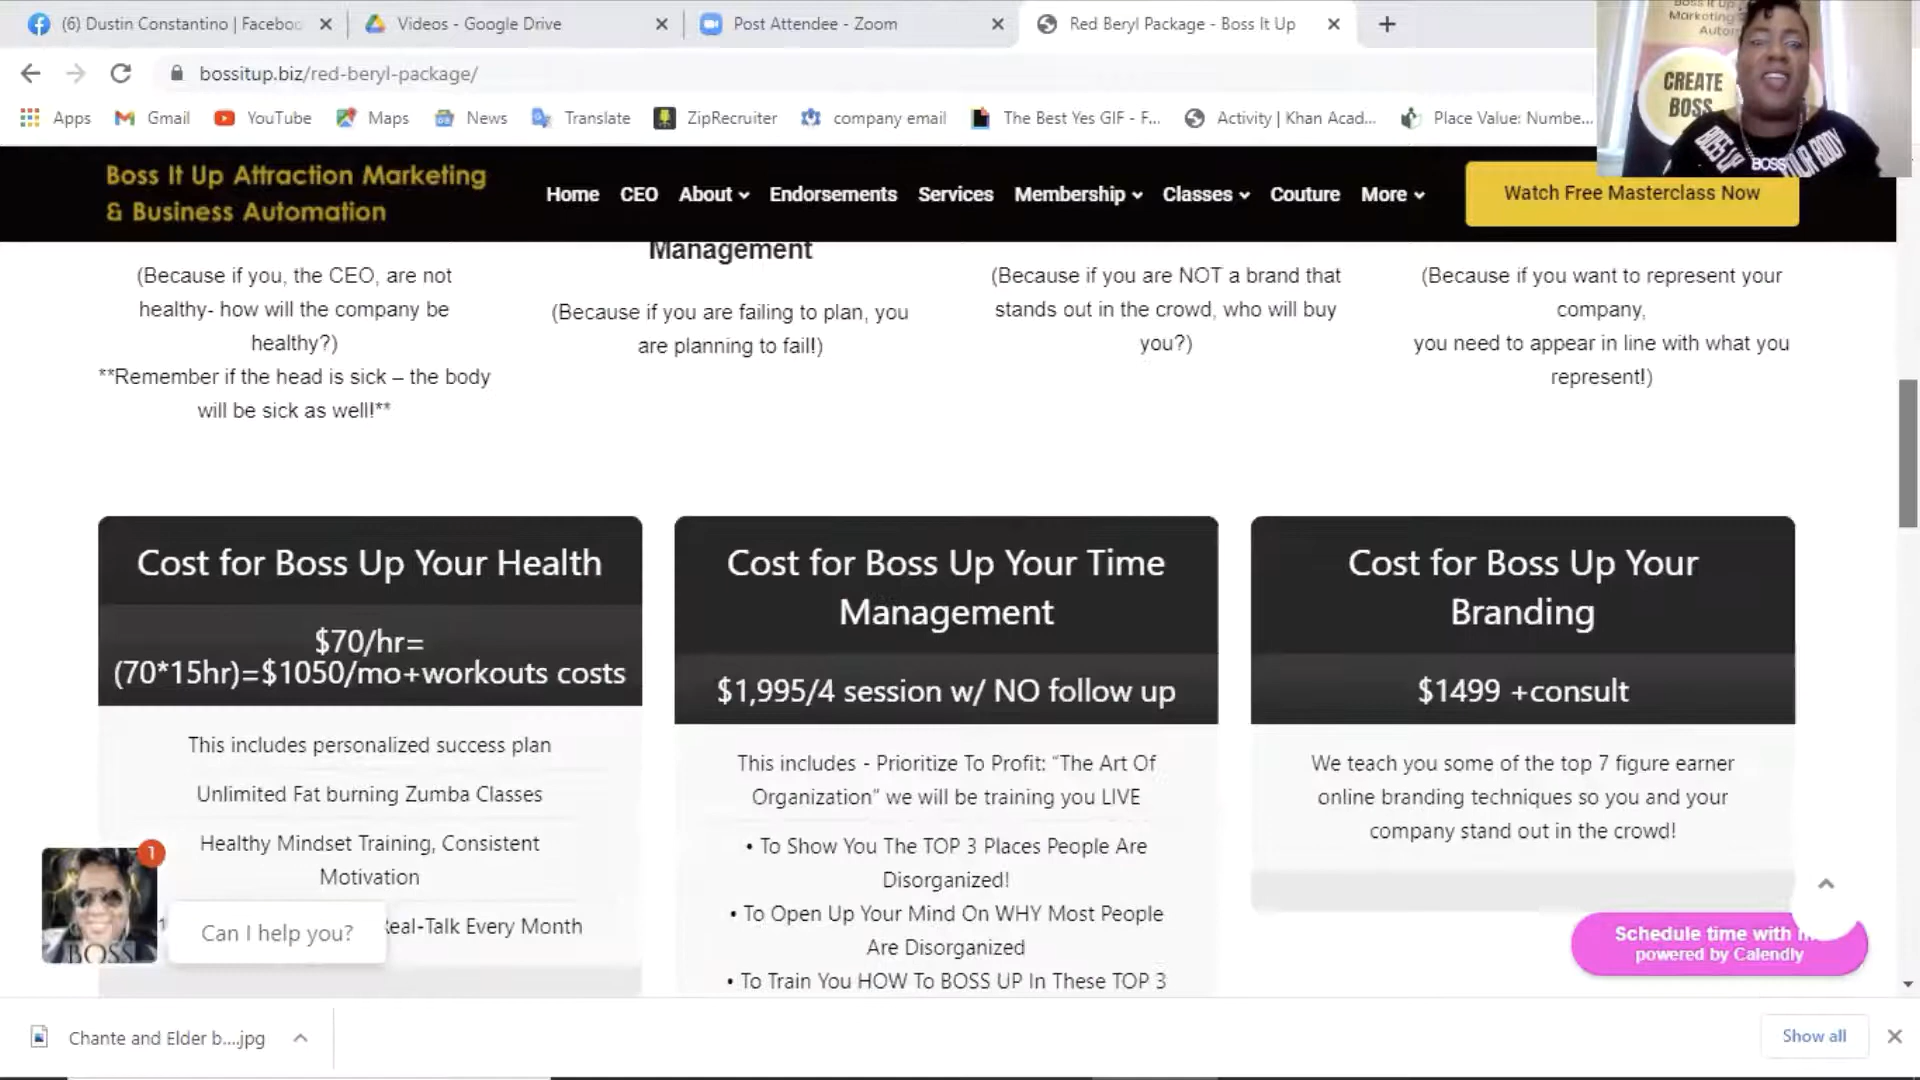 (6) Dustin Constantino | Faceboo
Videos - Google Drive
Post Attendee - Zoom
Red Beryl Package - Boss It Up
bossitup.biz/red-beryl-package/
Apps
Gmail
YouTube
Maps
News
Translate
ZipRecruiter
company email
The Best Yes GIF - F...
Activity | Khan Acad...
Place Value: Numbe...
Boss It Up
Marketing
Autom
CREATE
BOSS
BOSS UP
BOSS
YOUR BODY
Boss It Up Attraction Marketing
& Business Automation
Home
CEO
About
Endorsements
Services
Membership
Classes
Couture
More
Watch Free Masterclass Now
(Because if you, the CEO, are not
healthy- how will the company be
healthy?)
**Remember if the head is sick – the body
will be sick as well!**
Management
(Because if you are failing to plan, you
are planning to fail!)
(Because if you are NOT a brand that
stands out in the crowd, who will buy
you?)
(Because if you want to represent your
company,
you need to appear in line with what you
represent!)
Cost for Boss Up Your Health
$70/hr=
(70*15hr)=$1050/mo+workouts costs
This includes personalized success plan
Unlimited Fat burning Zumba Classes
Healthy Mindset Training, Consistent
Motivation
Real-Talk Every Month
Cost for Boss Up Your Time
Management
$1,995/4 session w/ NO follow up
This includes - Prioritize To Profit: “The Art Of
Organization” we will be training you LIVE
• To Show You The TOP 3 Places People Are
Disorganized!
• To Open Up Your Mind On WHY Most People
Are Disorganized
• To Train You HOW To BOSS UP In These TOP 3
Cost for Boss Up Your
Branding
$1499 +consult
We teach you some of the top 7 figure earner
online branding techniques so you and your
company stand out in the crowd!
1
BOSS
Can I help you?
Schedule time with m
powered by Calendly
Chante and Elder b....jpg
Show all